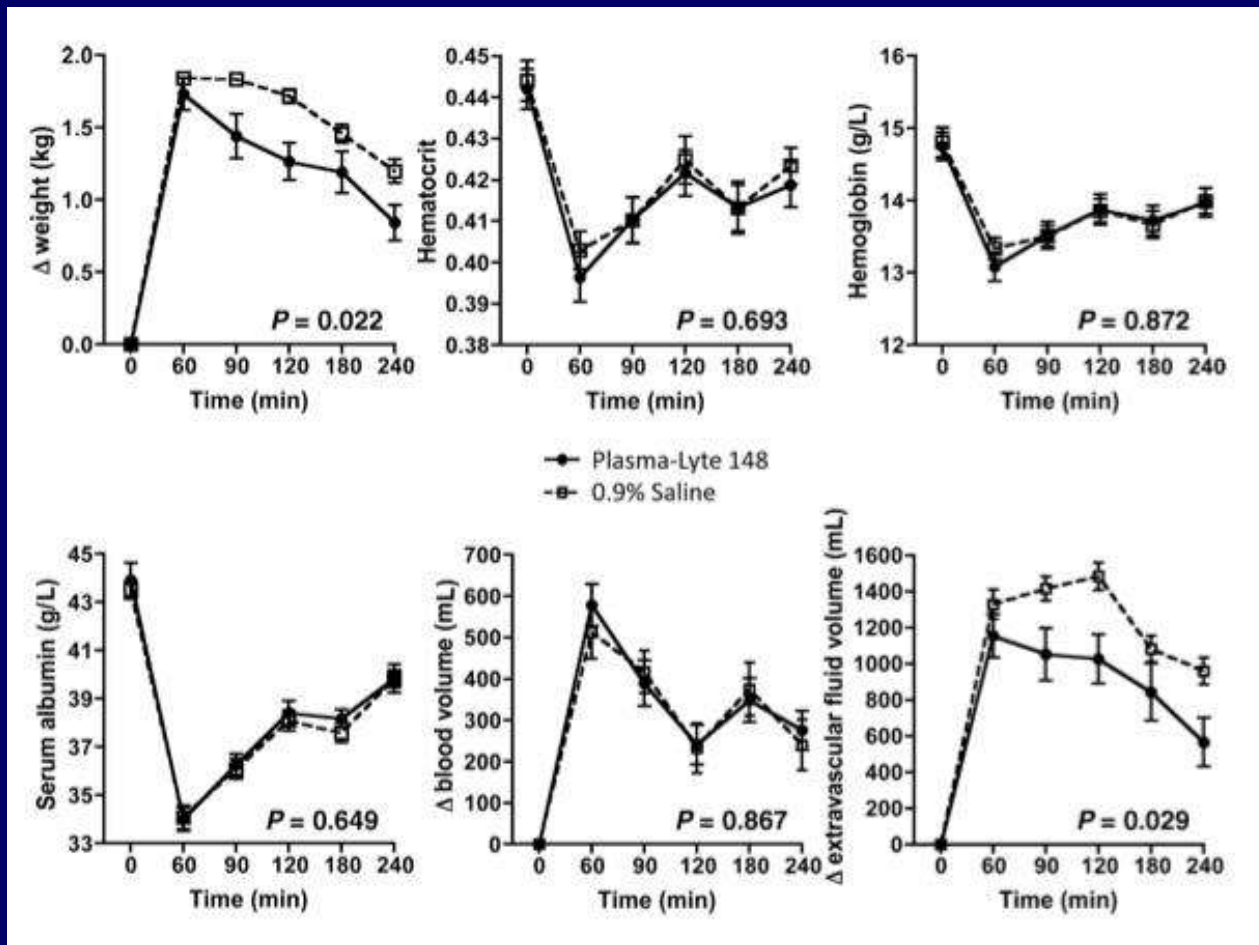 Δ weight (kg)
2.0
1.5
1.0
0.5
0.0
P = 0.022
0 60 90 120 180 240
Time (min)
Hematocrit
0.45
0.44
0.43
0.42
0.41
0.40
0.39
0.38
P = 0.693
0 60 90 120 180 240
Time (min)
Hemoglobin (g/L)
16
15
14
13
12
P = 0.872
0 60 90 120 180 240
Time (min)
Plasma-Lyte 148
0.9% Saline
Serum albumin (g/L)
45
43
41
39
37
35
33
P = 0.649
0 60 90 120 180 240
Time (min)
Δ blood volume (mL)
700
600
500
400
300
200
100
0
P = 0.867
0 60 90 120 180 240
Time (min)
Δ extravascular fluid volume (mL)
1600
1400
1200
1000
800
600
400
200
0
P = 0.029
0 60 90 120 180 240
Time (min)